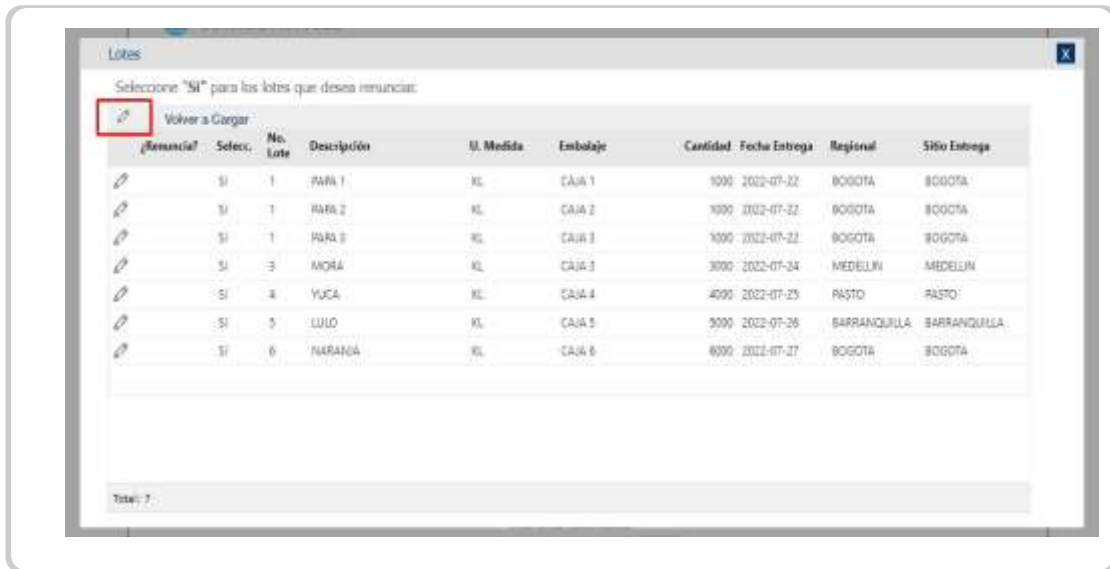 Lotes
X
Seleccione "Si" para los lotes que desea renunciar.
Volver a Cargar
¿Renuncia? Selecc. No. Lote Descripción U. Medida Embalaje Cantidad Fecha Entrega Regional Sitio Entrega
SI 1 PAPA 1 KL CAJA 1 1000 2022-07-22 BOGOTA BOGOTA
SI 1 PAPA 2 KL CAJA 2 1000 2022-07-22 BOGOTA BOGOTA
SI 1 PAPA 3 KL CAJA 3 1000 2022-07-22 BOGOTA BOGOTA
SI 3 MORA KL CAJA 3000 2022-07-24 MEDELLIN MEDELLIN
SI 4 YUCA KL CAJA 4 4000 2022-07-25 PASTO PASTO
SI 5 LULO KL CAJA 5 5000 2022-07-26 BARRANQUILLA BARRANQUILLA
SI 6 NARANJA KL CAJA 6 6000 2022-07-27 BOGOTA BOGOTA
Total: 7